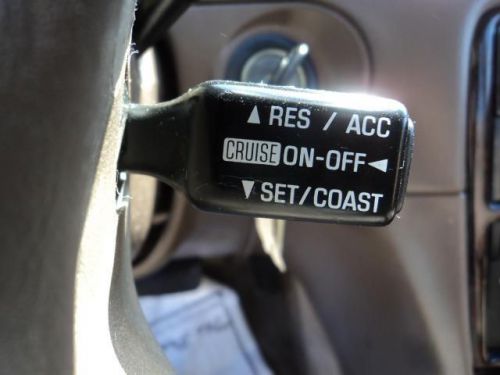 ▲ RES / ACC
CRUISE ON-OFF ◄
▼ SET/COAST